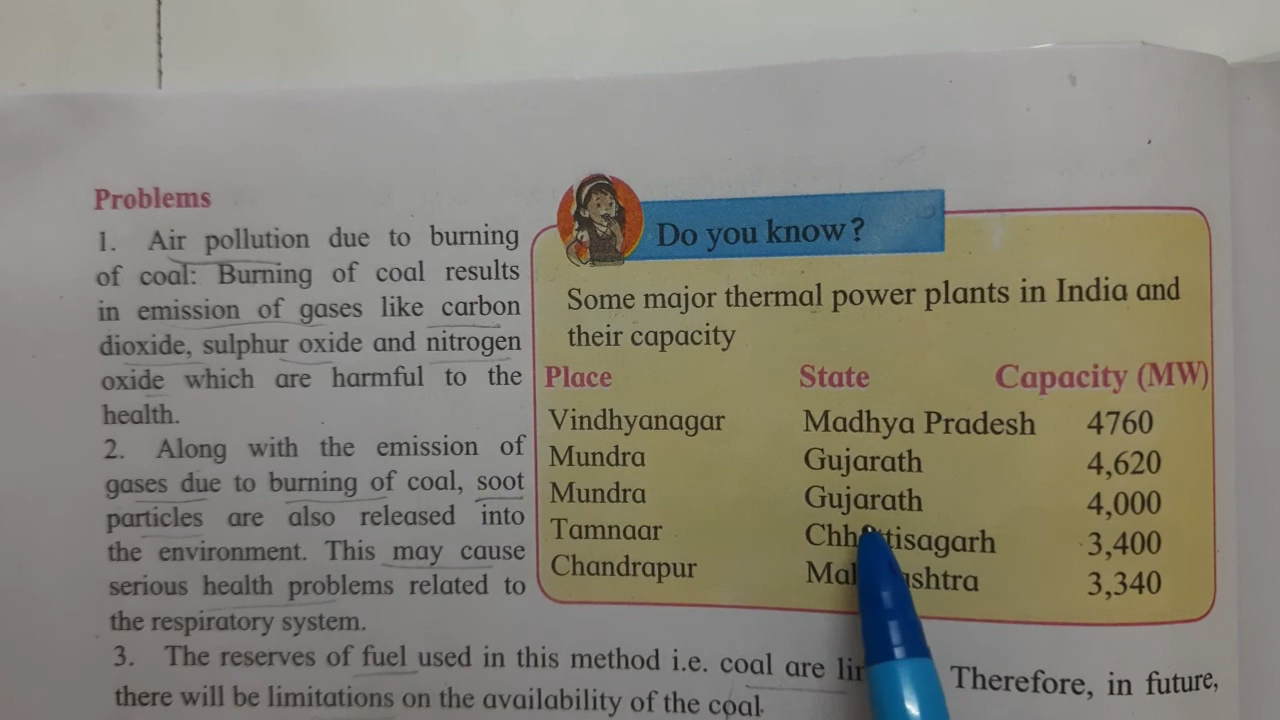 Problems
1. Air pollution due to burning
of coal: Burning of coal results
in emission of gases like carbon
dioxide, sulphur oxide and nitrogen
oxide which are harmful to the
health.
2. Along with the emission of
gases due to burning of coal, soot
particles are also released into
the environment. This may cause
serious health problems related to
the respiratory system.
Do you know?
Some major thermal power plants in India and
their capacity
Place State Capacity (MW)
Vindhyanagar Madhya Pradesh 4760
Mundra Gujarath 4,620
Mundra Gujarath 4,000
Tamnaar 3,400
Chandrapur 3,340
3. The reserves of fuel used in this method i.e. coal are Therefore, in future,
there will be limitations on the availability of the coal.